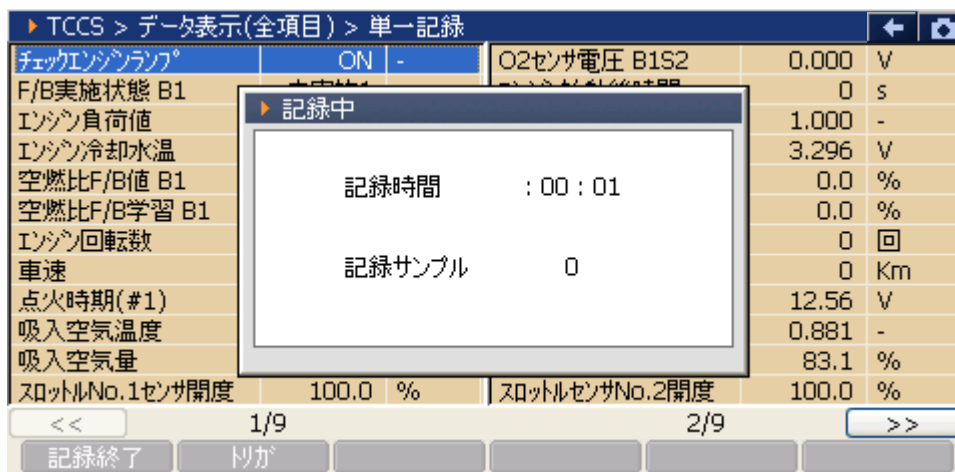 TCCS > データ表示(全項目) > 単一記録
チェックエンジンランプ ON - O2センサ電圧 B1S2 0.000 V
F/B実施状態 B1 0 s
エンジン負荷値 1.000 -
エンジン冷却水温 3.296 V
空燃比F/B値 B1 0.0 %
空燃比F/B学習 B1 0.0 %
エンジン回転数 0 回
車速 0 Km
点火時期(#1) 12.56 V
吸入空気温度 0.881 -
吸入空気量 83.1 %
スロットルNo.1センサ開度 100.0 % スロットルセンサNo.2開度 100.0 %
記録中
記録時間 :00:01
記録サンプル 0
<< 1/9 2/9 >>
記録終了 トリガ